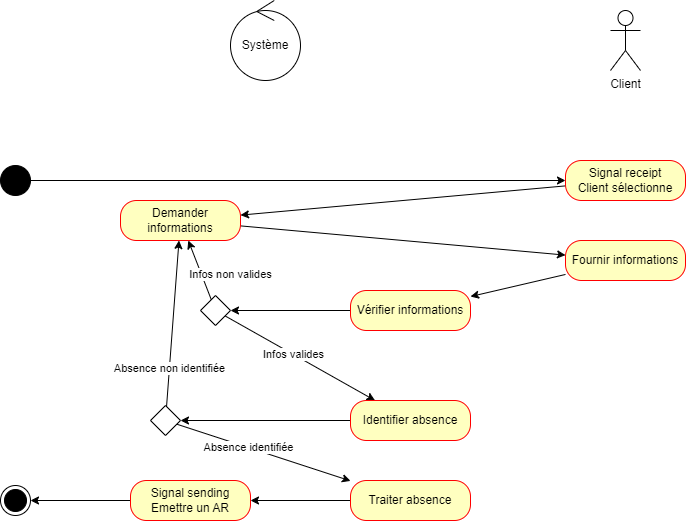 Système
Client
Signal receipt
Client sélectionne
Demander
informations
Fournir informations
Infos non valides
Vérifier informations
Infos valides
Absence non identifiée
Identifier absence
Absence identifiée
Signal sending
Emettre un AR
Traiter absence